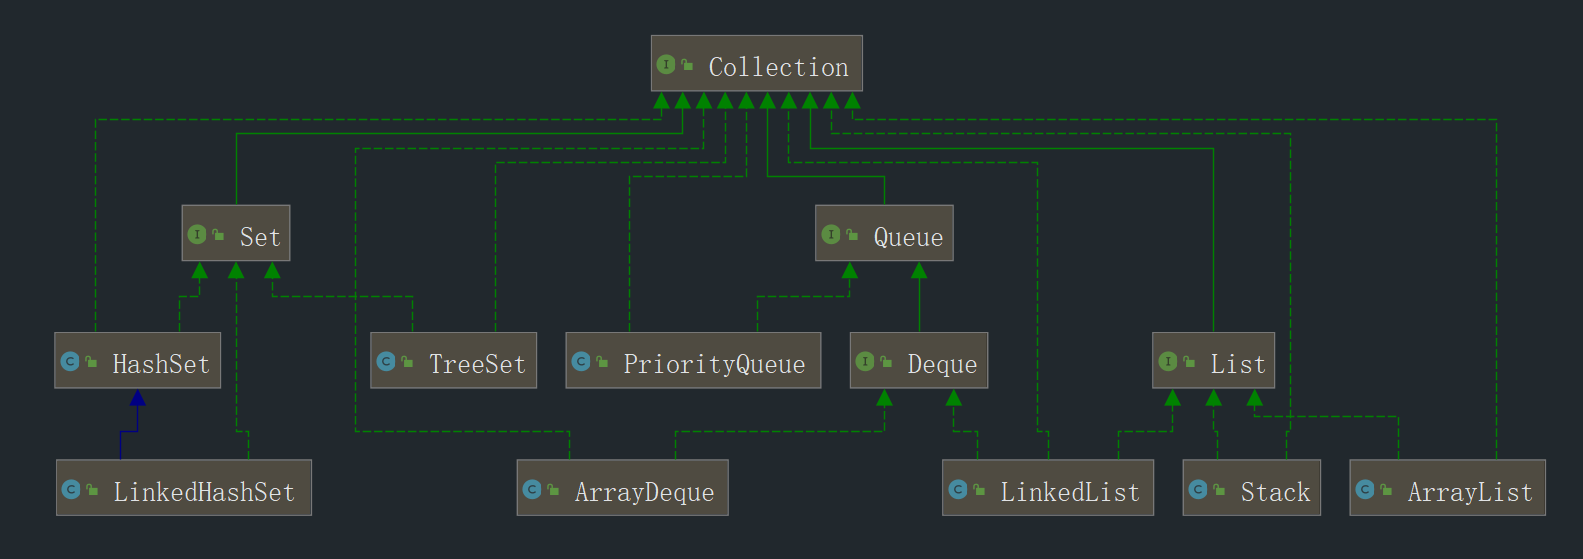 Collection
Set
Queue
HashSet
TreeSet
PriorityQueue
Deque
List
LinkedHashSet
ArrayDeque
LinkedList
Stack
ArrayList